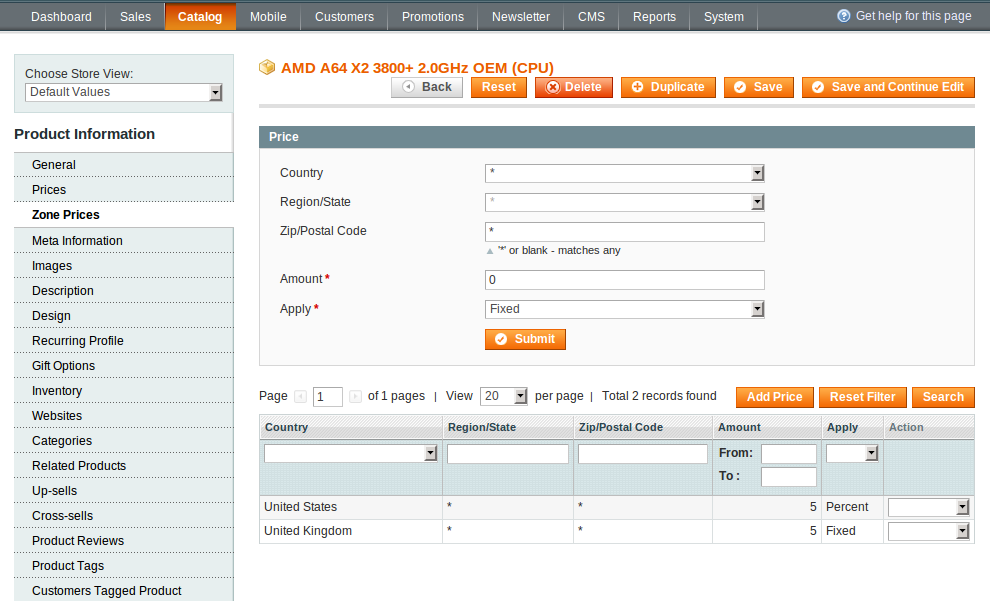 Dashboard Sales Catalog Mobile Customers Promotions Newsletter CMS Reports System Get help for this page
Choose Store View:
Default Values
Product Information
General
Prices
Zone Prices
Meta Information
Images
Description
Design
Recurring Profile
Gift Options
Inventory
Websites
Categories
Related Products
Up-sells
Cross-sells
Product Reviews
Product Tags
Customers Tagged Product
AMD A64 X2 3800+ 2.0GHz OEM (CPU)
Back Reset Delete Duplicate Save Save and Continue Edit
Price
Country *
Region/State *
Zip/Postal Code *
'*' or blank - matches any
Amount * 0
Apply * Fixed
Submit
Page 1 of 1 pages | View 20 per page | Total 2 records found Add Price Reset Filter Search
Country Region/State Zip/Postal Code Amount Apply Action
From:
To :
United States * * 5 Percent
United Kingdom * * 5 Fixed